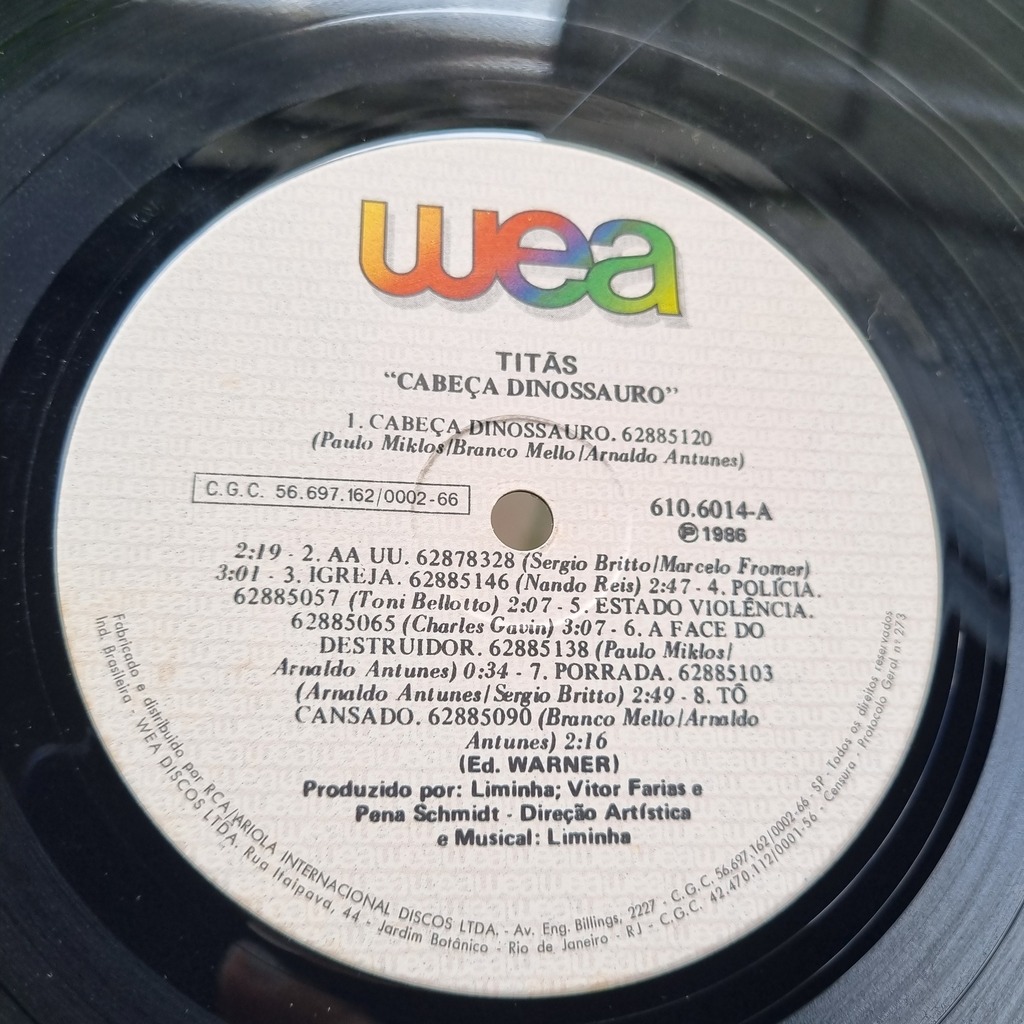 wea
TITÃS
“CABEÇA DINOSSAURO”
1. CABEÇA DINOSSAURO. 62885120
(Paulo Miklos/Branco Mello/Arnaldo Antunes)
C.G.C. 56.697.162/0002-66
610.6014-A
Ⓟ 1986
2:19 - 2. AA UU. 62878328 (Sergio Britto/Marcelo Fromer)
3:01 - 3. IGREJA. 62885146 (Nando Reis) 2:47 - 4. POLÍCIA.
62885057 (Toni Bellotto) 2:07 - 5. ESTADO VIOLÊNCIA.
62885065 (Charles Gavin) 3:07 - 6. A FACE DO
DESTRUIDOR. 62885138 (Paulo Miklos/
Arnaldo Antunes) 0:34 - 7. PORRADA. 62885103
(Arnaldo Antunes/Sergio Britto) 2:49 - 8. TÔ
CANSADO. 62885090 (Branco Mello/Arnaldo
Antunes) 2:16
(Ed. WARNER)
Produzido por: Liminha; Vitor Farias e
Pena Schmidt - Direção Artística
e Musical: Liminha
Fabricado e distribuído por RCA/ARIOLA INTERNACIONAL DISCOS LTDA. - Av. Eng. Billings, 2227 - C.G.C. 56.697.162/0002-66 - SP - Todos os direitos reservados
Ind. Brasileira - WEA DISCOS LTDA. Rua Itaipava, 44 - Jardim Botânico - Rio de Janeiro - RJ - C.G.C. 42.470.112/0001-56 - Censura - Protocolo Geral nº 273